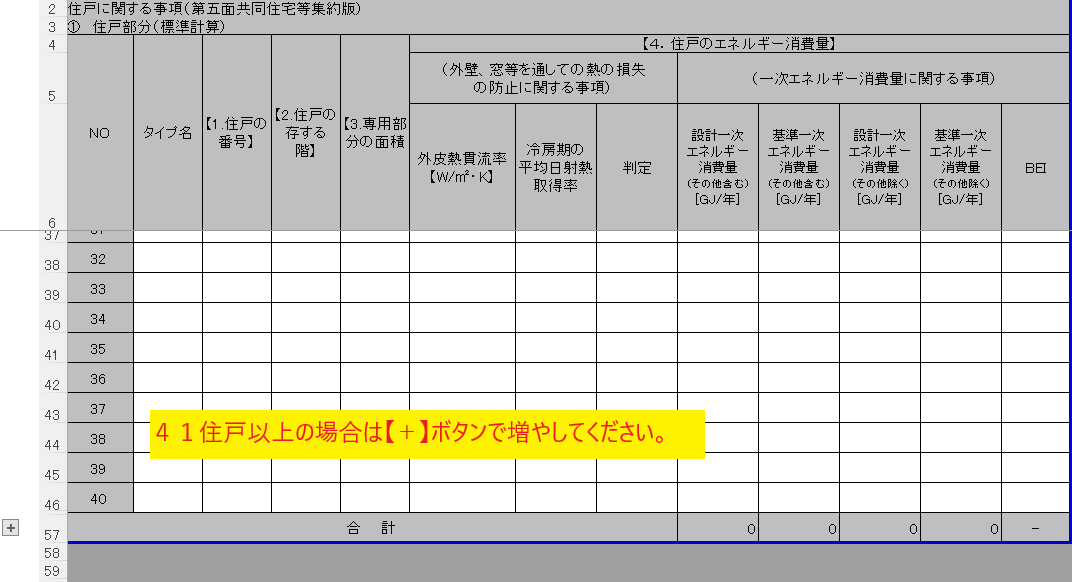 2 住戸に関する事項(第五面共同住宅等集約版)
3 ① 住戸部分(標準計算)
4
【4．住戸のエネルギー消費量】
5
(外壁、窓等を通しての熱の損失
の防止に関する事項)
(一次エネルギー消費量に関する事項)
6
NO
タイプ名
【1.住戸の
番号】
【2.住戸の
存する
階】
【3.専用部
分の面積
外皮熱貫流率
【W/㎡・K】
冷房期の
平均日射熱
取得率
判定
設計一次
エネルギー
消費量
(その他含む)
[GJ/年]
基準一次
エネルギー
消費量
(その他含む)
[GJ/年]
設計一次
エネルギー
消費量
(その他除く)
[GJ/年]
基準一次
エネルギー
消費量
(その他除く)
[GJ/年]
BEI
37
38 32
39 33
40 34
41 35
42 36
43 37
44 38
45 39
46 40
４１住戸以上の場合は【＋】ボタンで増やしてください。
+
57 合 計 0 0 0 0 -
58
59